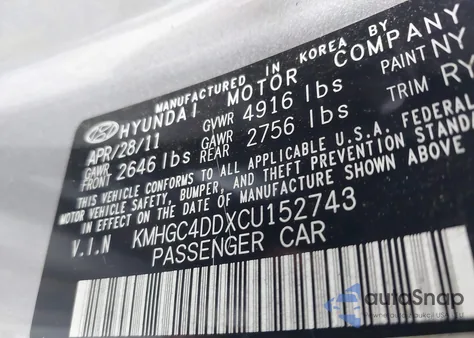 MANUFACTURED IN KOREA BY
HYUNDAI MOTOR COMPANY
APR/28/11 GVWR 4916 lbs PAINT NY
GAWR FRONT 2646 lbs GAWR REAR 2756 lbs TRIM RY
THIS VEHICLE CONFORMS TO ALL APPLICABLE U.S.A. FEDERAL
MOTOR VEHICLE SAFETY, BUMPER, AND THEFT PREVENTION STANDA
IN EFFECT ON THE DATE OF MANUFACTURE SHOWN ABOVE
V.I.N KMHGC4DDXCU152743
PASSENGER CAR
autoSnap